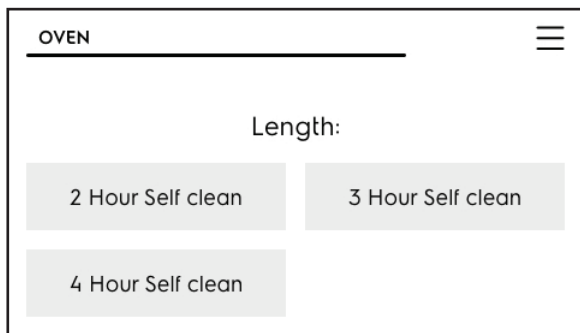 OVEN
Length:
2 Hour Self clean
3 Hour Self clean
4 Hour Self clean